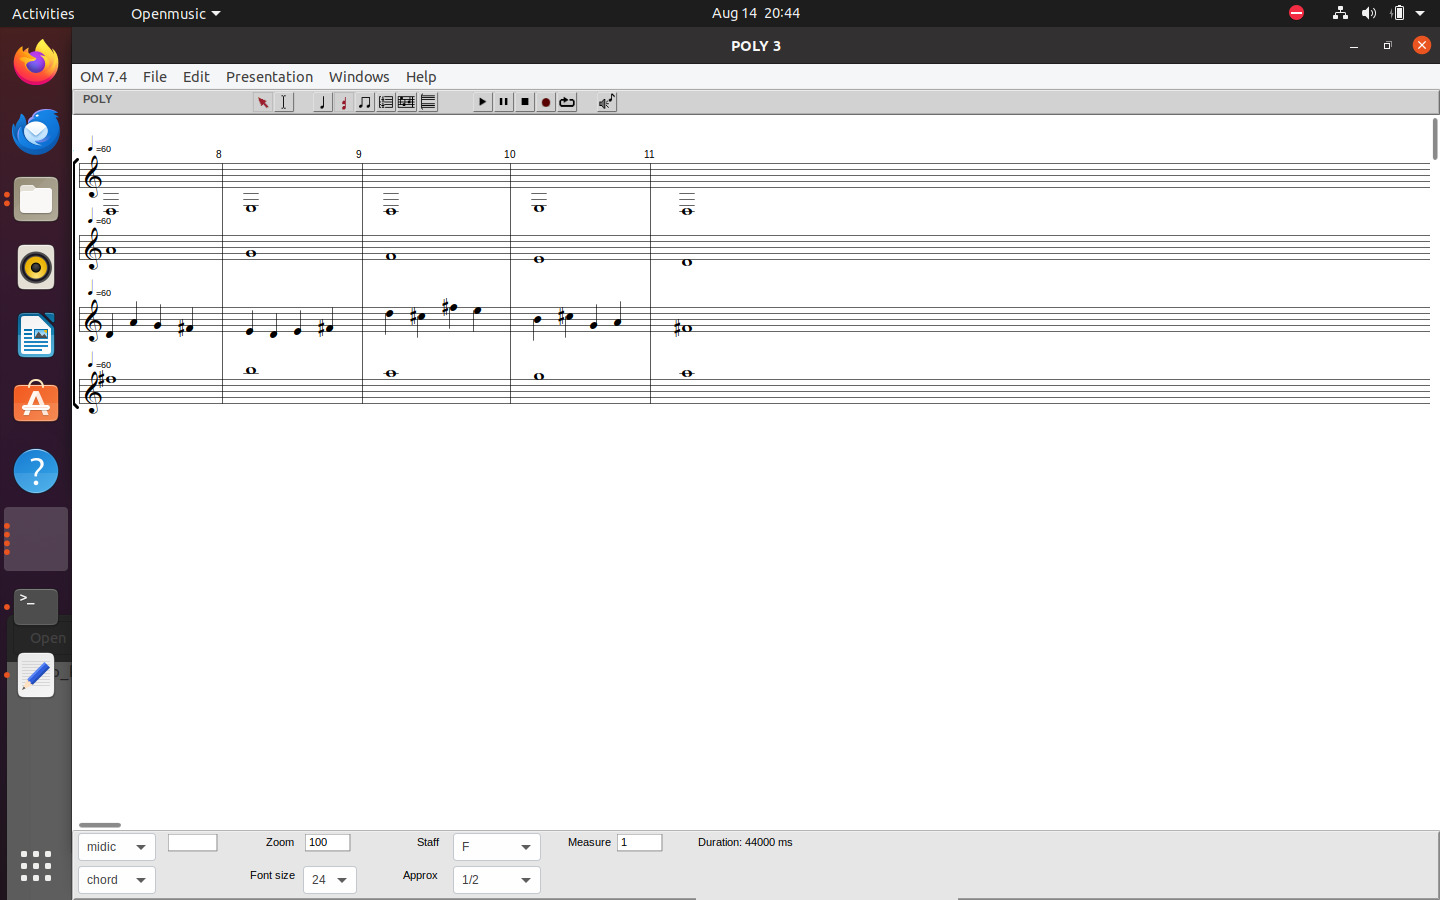 Activities Openmusic Aug 14 20:44
POLY 3
OM 7.4 File Edit Presentation Windows Help
POLY
=60 8 9 10 11
=60
=60
=60
>_
Open
midic Zoom 100 Staff F Measure 1 Duration: 44000 ms
chord Font size 24 Approx 1/2